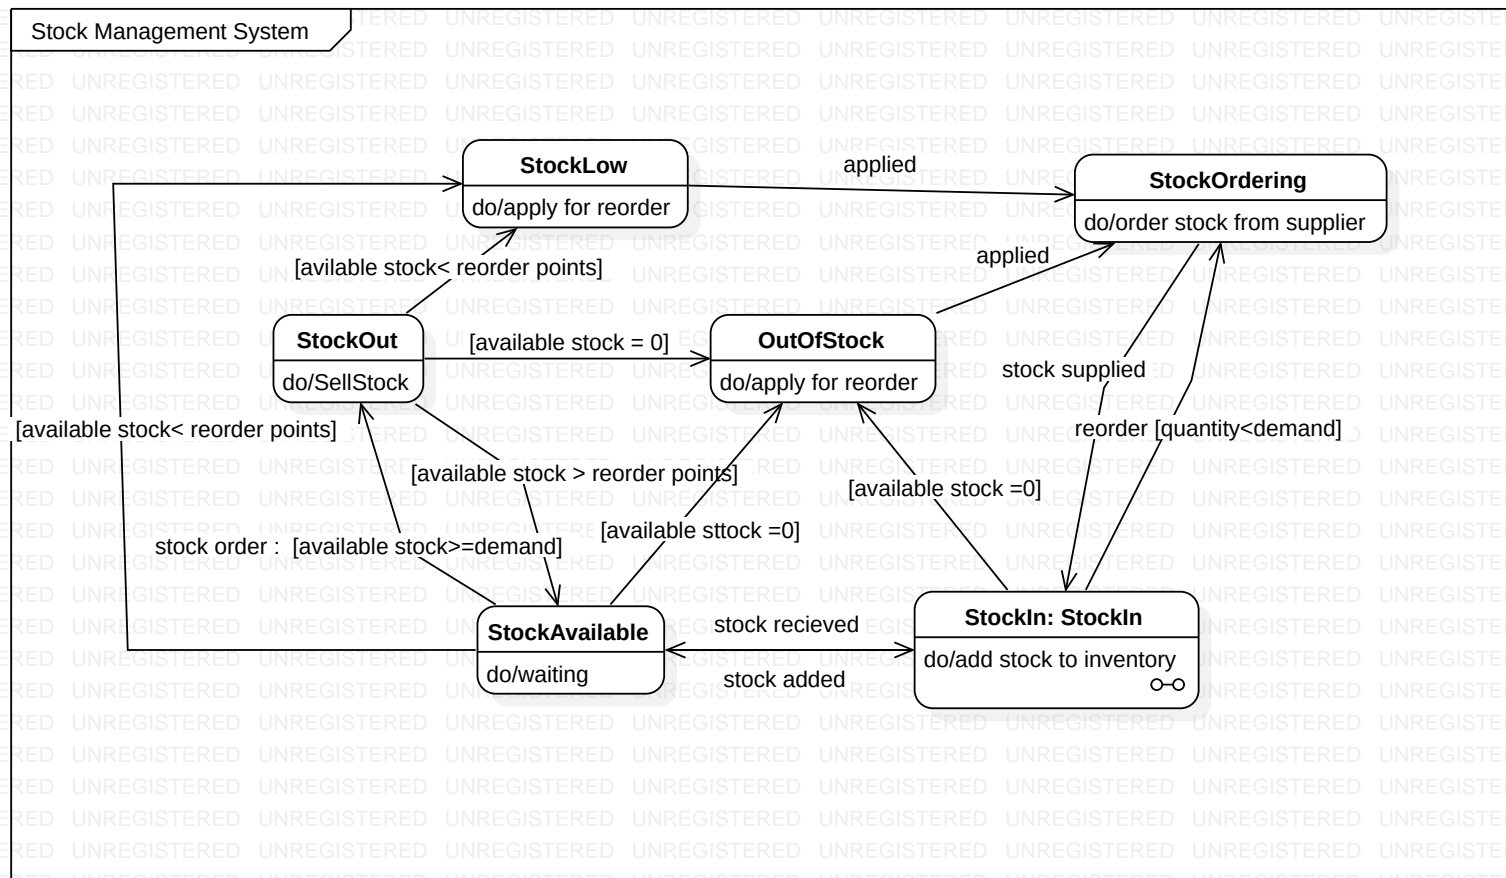 Stock Management System
StockLow
do/apply for reorder
applied
StockOrdering
do/order stock from supplier
[avilable stock< reorder points]
applied
StockOut
do/SellStock
[available stock = 0]
OutOfStock
do/apply for reorder
stock supplied
[available stock< reorder points]
reorder [quantity<demand]
[available stock > reorder points]
[available stock =0]
[available sttock =0]
stock order : [available stock>=demand]
StockAvailable
do/waiting
stock recieved
stock added
StockIn: StockIn
do/add stock to inventory
UNREGISTERED